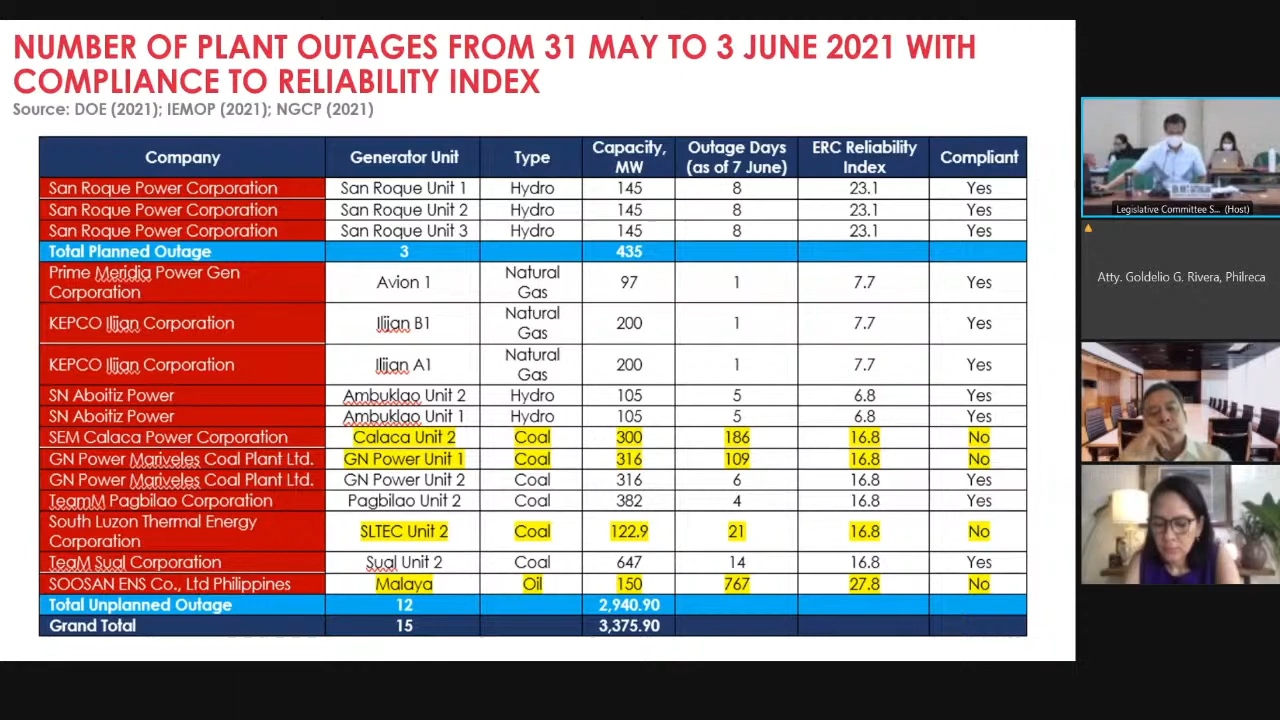 NUMBER OF PLANT OUTAGES FROM 31 MAY TO 3 JUNE 2021 WITH
COMPLIANCE TO RELIABILITY INDEX
Source: DOE (2021); IEMOP (2021); NGCP (2021)
Company Generator Unit Type Capacity, MW Outage Days (as of 7 June) ERC Reliability Index Compliant
San Roque Power Corporation San Roque Unit 1 Hydro 145 8 23.1 Yes
San Roque Power Corporation San Roque Unit 2 Hydro 145 8 23.1 Yes
San Roque Power Corporation San Roque Unit 3 Hydro 145 8 23.1 Yes
Total Planned Outage 3 435
Prime Meridia Power Gen Corporation Avion 1 Natural Gas 97 1 7.7 Yes
KEPCO Ilijan Corporation Ilijan B1 Natural Gas 200 1 7.7 Yes
KEPCO Ilijan Corporation Ilijan A1 Natural Gas 200 1 7.7 Yes
SN Aboitiz Power Ambuklao Unit 2 Hydro 105 5 6.8 Yes
SN Aboitiz Power Ambuklao Unit 1 Hydro 105 5 6.8 Yes
SEM Calaca Power Corporation Calaca Unit 2 Coal 300 186 16.8 No
GN Power Mariveles Coal Plant Ltd. GN Power Unit 1 Coal 316 109 16.8 No
GN Power Mariveles Coal Plant Ltd. GN Power Unit 2 Coal 316 6 16.8 Yes
TeamM Pagbilao Corporation Pagbilao Unit 2 Coal 382 4 16.8 Yes
South Luzon Thermal Energy Corporation SLTEC Unit 2 Coal 122.9 21 16.8 No
TeaM Sual Corporation Sual Unit 2 Coal 647 14 16.8 Yes
SOOSAN ENS Co., Ltd Philippines Malaya Oil 150 767 27.8 No
Total Unplanned Outage 12 2,940.90
Grand Total 15 3,375.90
Legislative Committee S... (Host)
Atty. Goldelio G. Rivera, Philreca